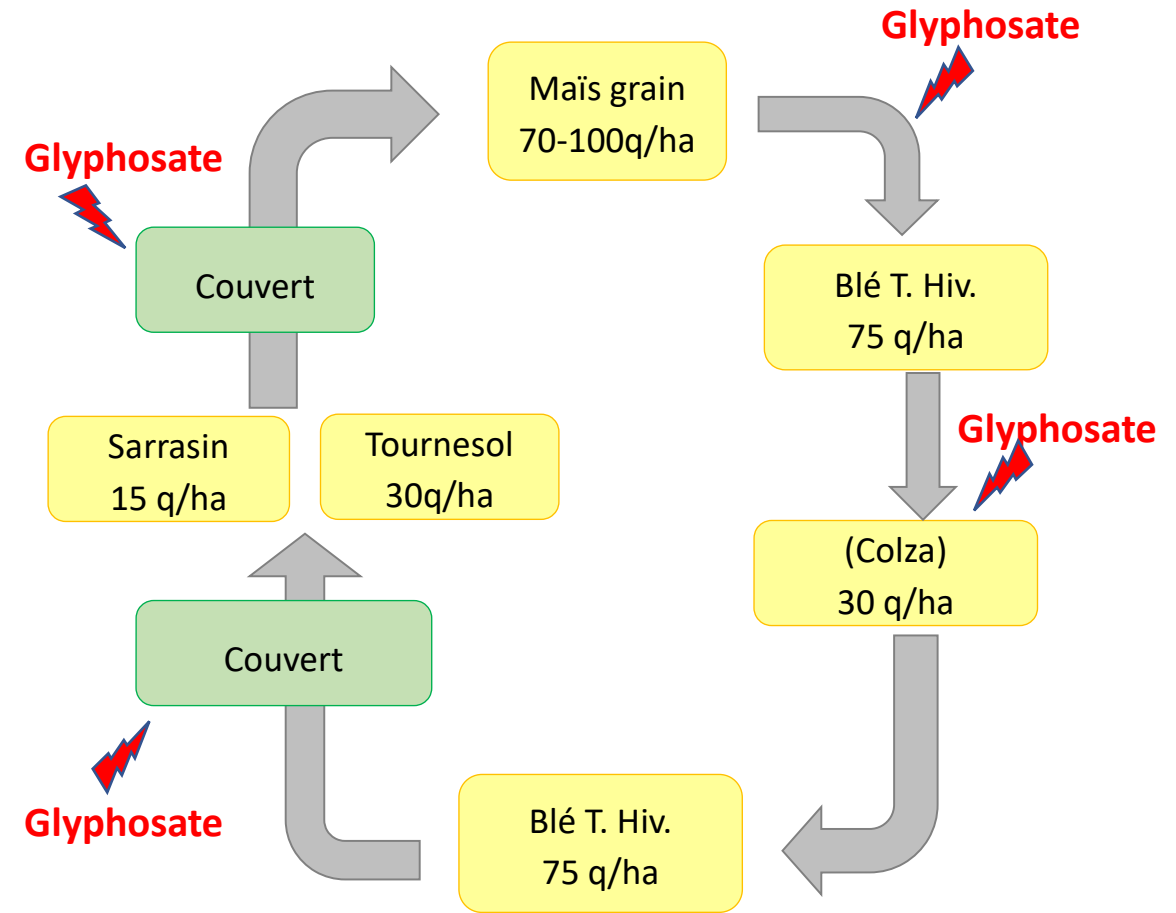 Glyphosate
Maïs grain
70-100q/ha
Glyphosate
Couvert
Blé T. Hiv.
75 q/ha
Glyphosate
Sarrasin
15 q/ha
Tournesol
30q/ha
(Colza)
30 q/ha
Couvert
Glyphosate
Blé T. Hiv.
75 q/ha